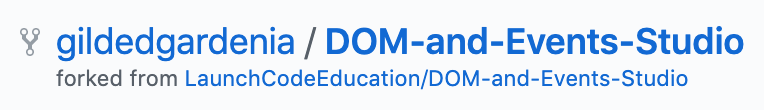 gildedgardenia / DOM-and-Events-Studio
forked from LaunchCodeEducation/DOM-and-Events-Studio